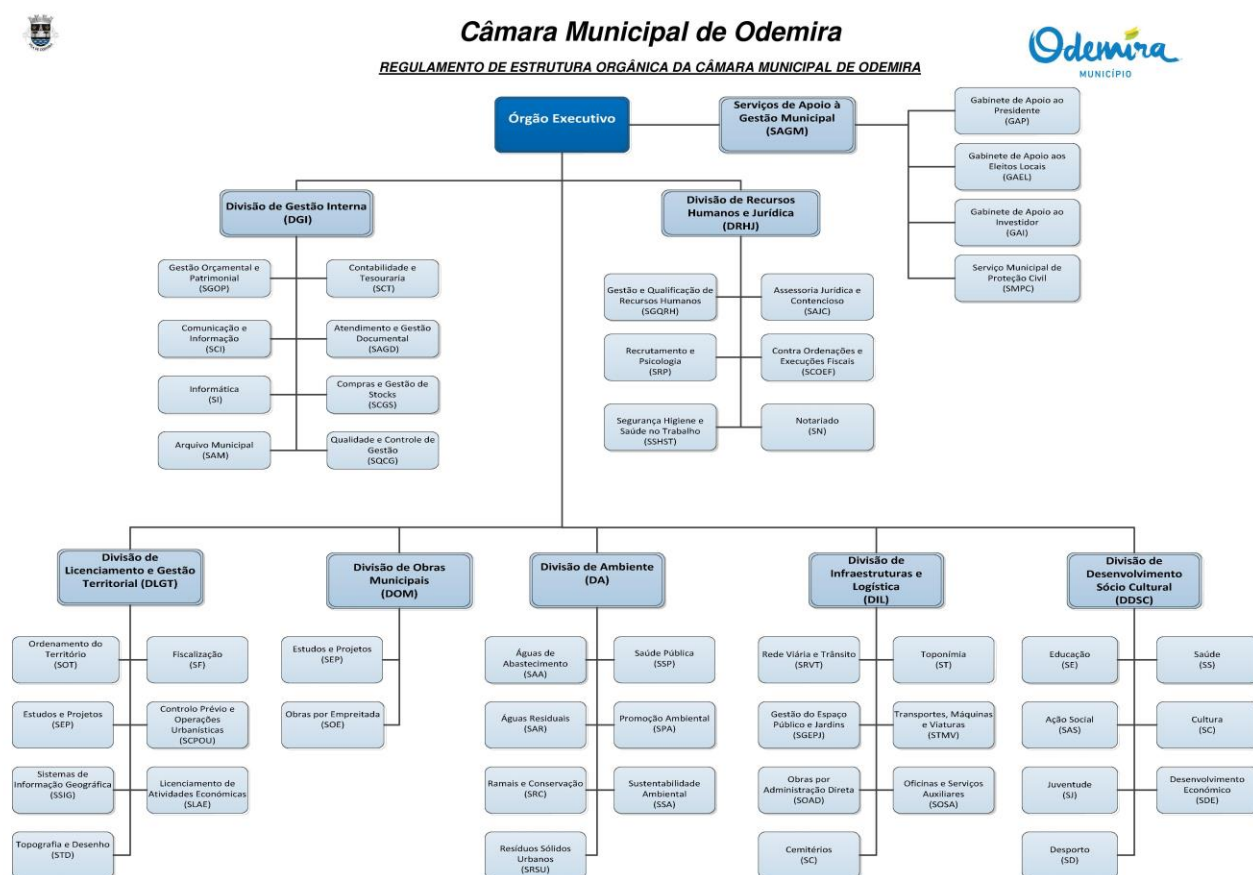 Câmara Municipal de Odemira
REGULAMENTO DE ESTRUTURA ORGÂNICA DA CÂMARA MUNICIPAL DE ODEMIRA
Odemira
MUNICÍPIO
Órgão Executivo
Serviços de Apoio à
Gestão Municipal
(SAGM)
Gabinete de Apoio ao
Presidente
(GAP)
Gabinete de Apoio aos
Eleitos Locais
(GAEL)
Gabinete de Apoio ao
Investidor
(GAI)
Serviço Municipal de
Proteção Civil
(SMPC)
Divisão de Gestão Interna
(DGI)
Gestão Orçamental e
Patrimonial
(SGOP)
Contabilidade e
Tesouraria
(SCT)
Comunicação e
Informação
(SCI)
Atendimento e Gestão
Documental
(SAGD)
Informática
(SI)
Compras e Gestão de
Stocks
(SCGS)
Arquivo Municipal
(SAM)
Qualidade e Controle de
Gestão
(SQCG)
Divisão de Recursos
Humanos e Jurídica
(DRHJ)
Gestão e Qualificação de
Recursos Humanos
(SGQRH)
Assessoria Jurídica e
Contencioso
(SAJC)
Recrutamento e
Psicologia
(SRP)
Contra Ordenações e
Execuções Fiscais
(SCOEF)
Segurança Higiene e
Saúde no Trabalho
(SSHST)
Notariado
(SN)
Divisão de
Licenciamento e Gestão
Territorial (DLGT)
Ordenamento do
Território
(SOT)
Fiscalização
(SF)
Estudos e Projetos
(SEP)
Controlo Prévio e
Operações
Urbanísticas
(SCPOU)
Sistemas de
Informação Geográfica
(SSIG)
Licenciamento de
Atividades Económicas
(SLAE)
Topografia e Desenho
(STD)
Divisão de Obras
Municipais
(DOM)
Estudos e Projetos
(SEP)
Obras por Empreitada
(SOE)
Divisão de Ambiente
(DA)
Águas de
Abastecimento
(SAA)
Saúde Pública
(SSP)
Águas Residuais
(SAR)
Promoção Ambiental
(SPA)
Ramais e Conservação
(SRC)
Sustentabilidade
Ambiental
(SSA)
Resíduos Sólidos
Urbanos
(SRSU)
Divisão de
Infraestruturas e
Logística
(DIL)
Rede Viária e Trânsito
(SRVT)
Toponímia
(ST)
Gestão do Espaço
Público e Jardins
(SGEPJ)
Transportes, Máquinas
e Viaturas
(STMV)
Obras por
Administração Direta
(SOAD)
Oficinas e Serviços
Auxiliares
(SOSA)
Cemitérios
(SC)
Divisão de
Desenvolvimento
Sócio Cultural
(DDSC)
Educação
(SE)
Saúde
(SS)
Ação Social
(SAS)
Cultura
(SC)
Juventude
(SJ)
Desenvolvimento
Económico
(SDE)
Desporto
(SD)